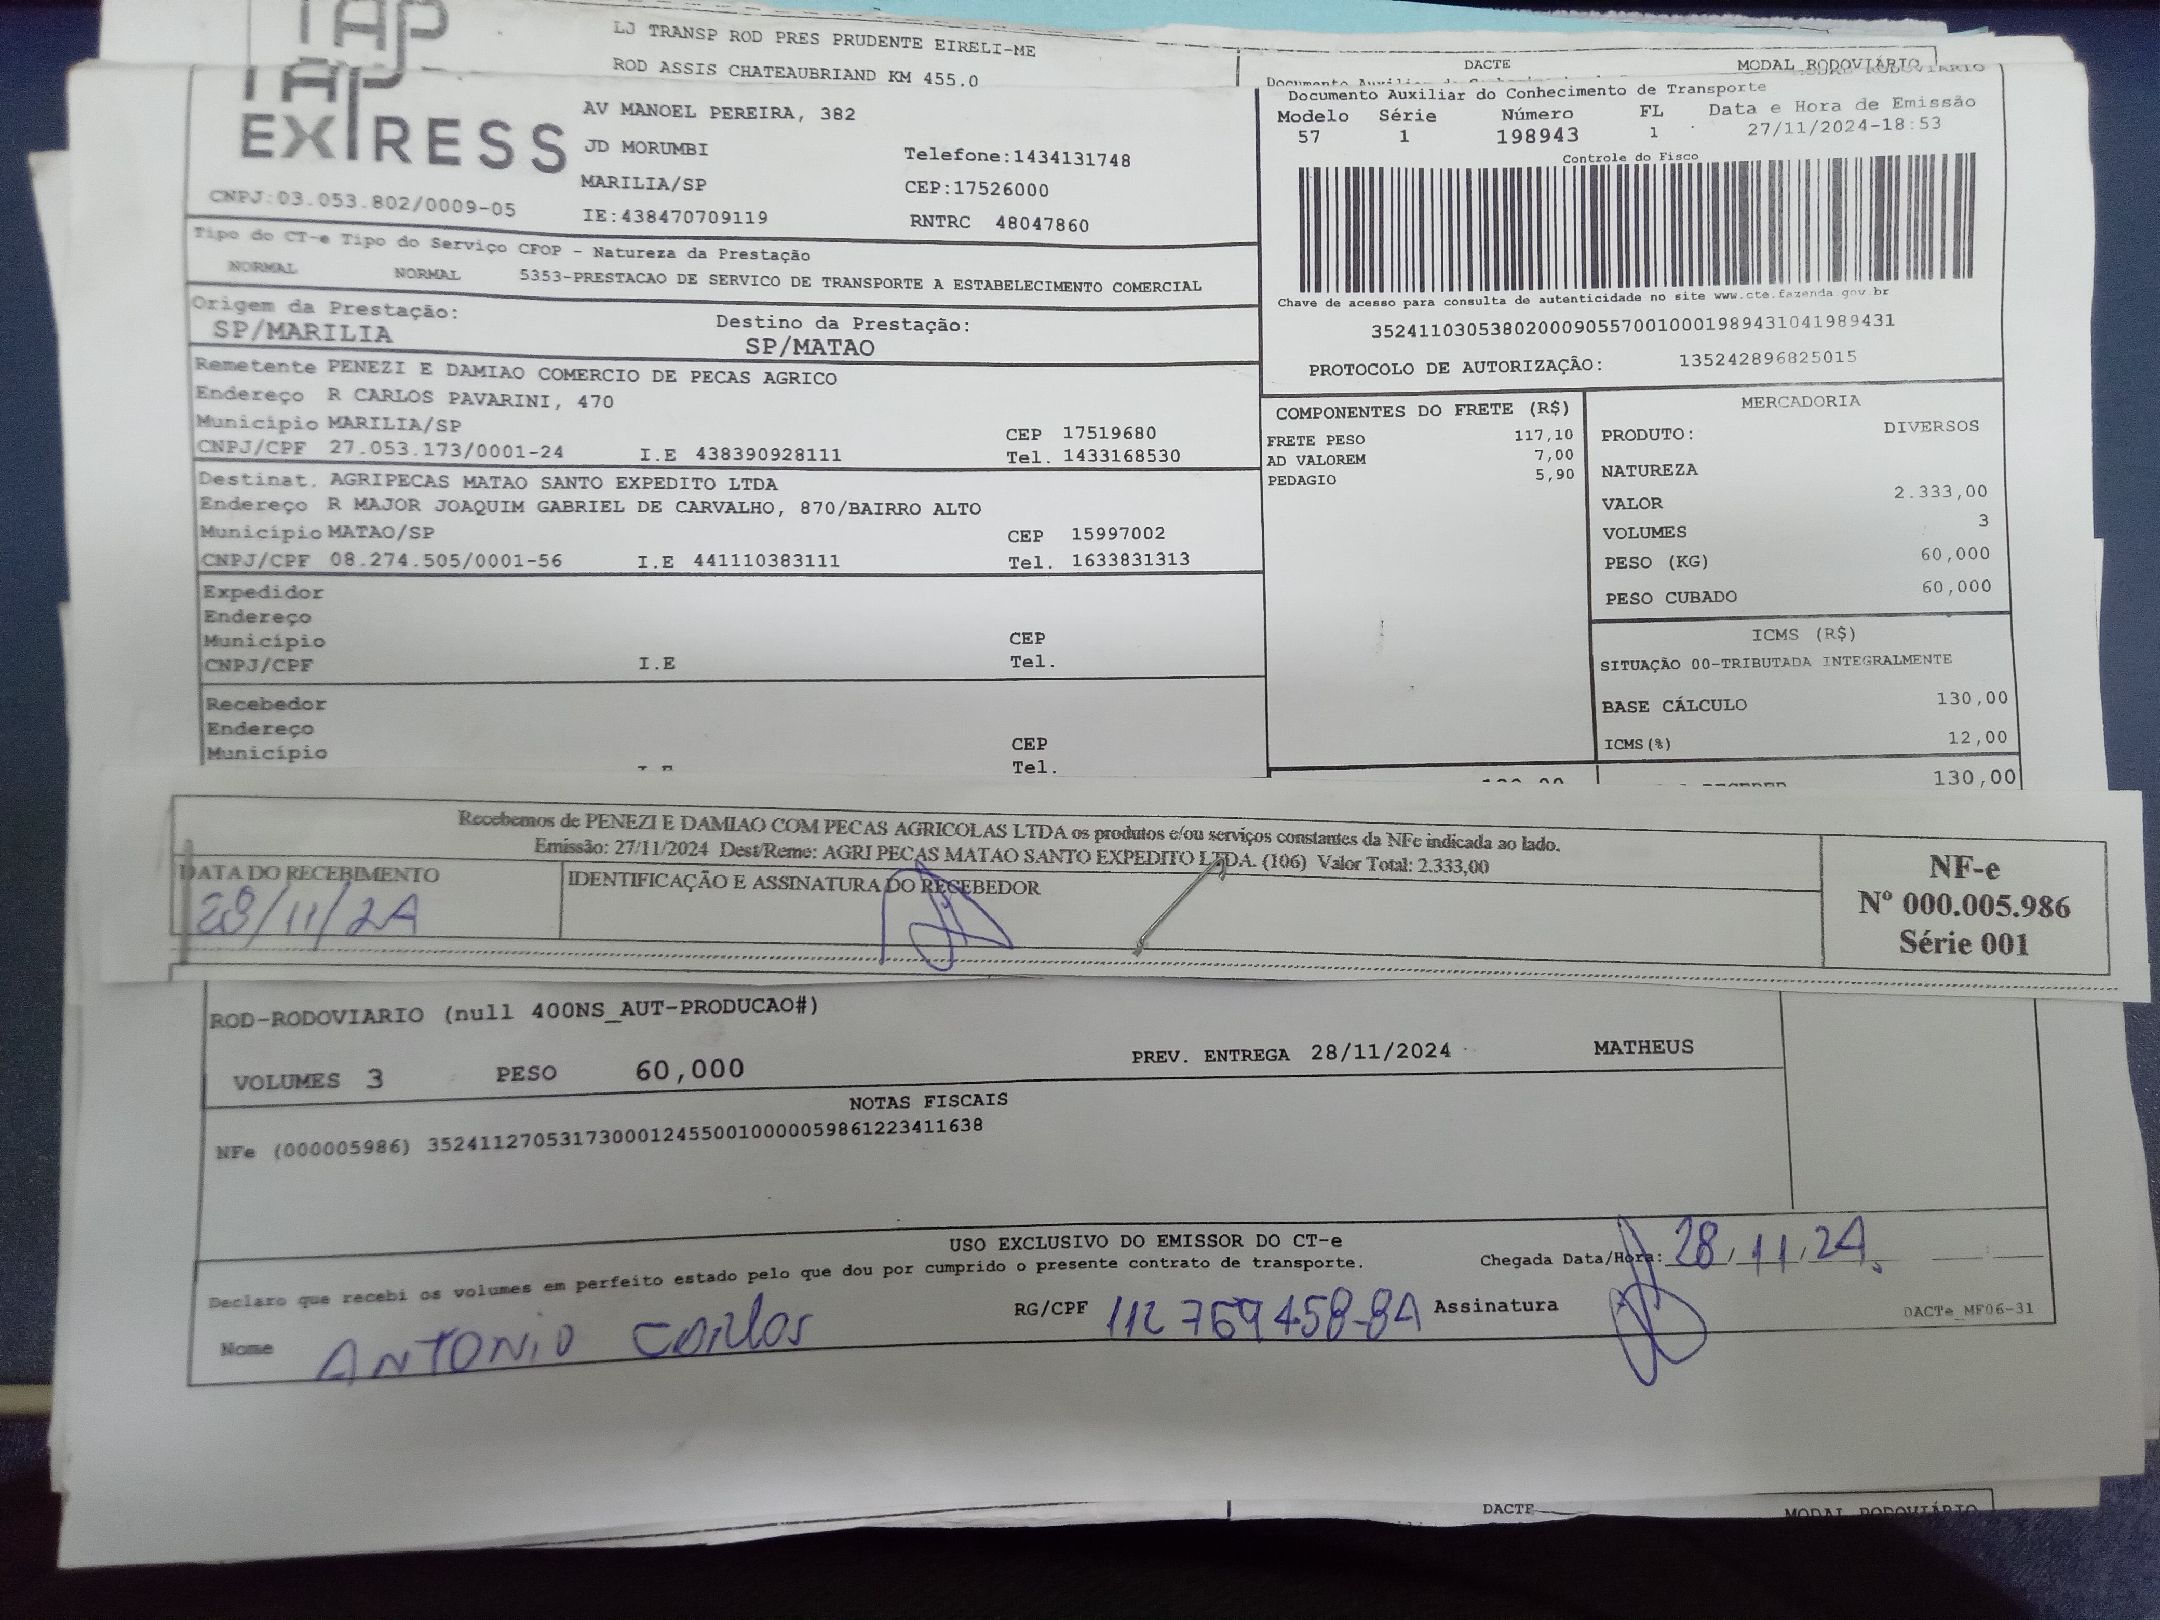 TAP
LJ TRANSP ROD PRES PRUDENTE EIRELI-ME
ROD ASSIS CHATEAUBRIAND KM 455.0
DACTE
MODAL RODOVIÁRIO
TAP EXPRESS
AV MANOEL PEREIRA, 382
JD MORUMBI
Telefone:1434131748
MARILIA/SP
CEP:17526000
CNPJ:03.053.802/0009-05
IE:438470709119
RNTRC 48047860
Documento Auxiliar do Conhecimento de Transporte
Modelo Série Número FL Data e Hora de Emissão
57 1 198943 1 27/11/2024-18:53
Controle do Fisco
Chave de acesso para consulta de autenticidade no site www.cte.fazenda.gov.br
35241103053802000905570010001989431041989431
PROTOCOLO DE AUTORIZAÇÃO: 135242896825015
Tipo do CT-e Tipo do Serviço CFOP - Natureza da Prestação
NORMAL NORMAL 5353-PRESTACAO DE SERVICO DE TRANSPORTE A ESTABELECIMENTO COMERCIAL
Origem da Prestação: Destino da Prestação:
SP/MARILIA SP/MATAO
Remetente PENEZI E DAMIAO COMERCIO DE PECAS AGRICO
Endereço R CARLOS PAVARINI, 470
Município MARILIA/SP CEP 17519680
CNPJ/CPF 27.053.173/0001-24 I.E 438390928111 Tel. 1433168530
Destinat. AGRIPECAS MATAO SANTO EXPEDITO LTDA
Endereço R MAJOR JOAQUIM GABRIEL DE CARVALHO, 870/BAIRRO ALTO
Município MATAO/SP CEP 15997002
CNPJ/CPF 08.274.505/0001-56 I.E 441110383111 Tel. 1633831313
Expedidor
Endereço
Município CEP
CNPJ/CPF I.E Tel.
Recebedor
Endereço
Município CEP
Tel.
COMPONENTES DO FRETE (R$)
FRETE PESO 117,10
AD VALOREM 7,00
PEDAGIO 5,90
MERCADORIA
PRODUTO: DIVERSOS
NATUREZA
VALOR 2.333,00
VOLUMES 3
PESO (KG) 60,000
PESO CUBADO 60,000
ICMS (R$)
SITUAÇÃO 00-TRIBUTADA INTEGRALMENTE
BASE CÁLCULO 130,00
ICMS(%) 12,00
130,00
Recebemos de PENEZI E DAMIAO COM PECAS AGRICOLAS LTDA os produtos e/ou serviços constantes da NFe indicada ao lado.
Emissão: 27/11/2024 Dest/Reme: AGRI PECAS MATAO SANTO EXPEDITO LTDA. (106) Valor Total: 2.333,00
DATA DO RECEBIMENTO
IDENTIFICAÇÃO E ASSINATURA DO RECEBEDOR
28/11/24
NF-e
Nº 000.005.986
Série 001
ROD-RODOVIARIO (null 400NS_AUT-PRODUCAO#)
VOLUMES 3 PESO 60,000 PREV. ENTREGA 28/11/2024 MATHEUS
NOTAS FISCAIS
NFe (000005986) 35241127053173000124550010000059861223411638
USO EXCLUSIVO DO EMISSOR DO CT-e
Declaro que recebi os volumes em perfeito estado pelo que dou por cumprido o presente contrato de transporte.
Chegada Data/Hora: 28/11/24
Nome ANTONIO Carlos RG/CPF 112 769 458-84 Assinatura
DACTe_MF06-31
DACTE
MODAL RODOVIÁRIO